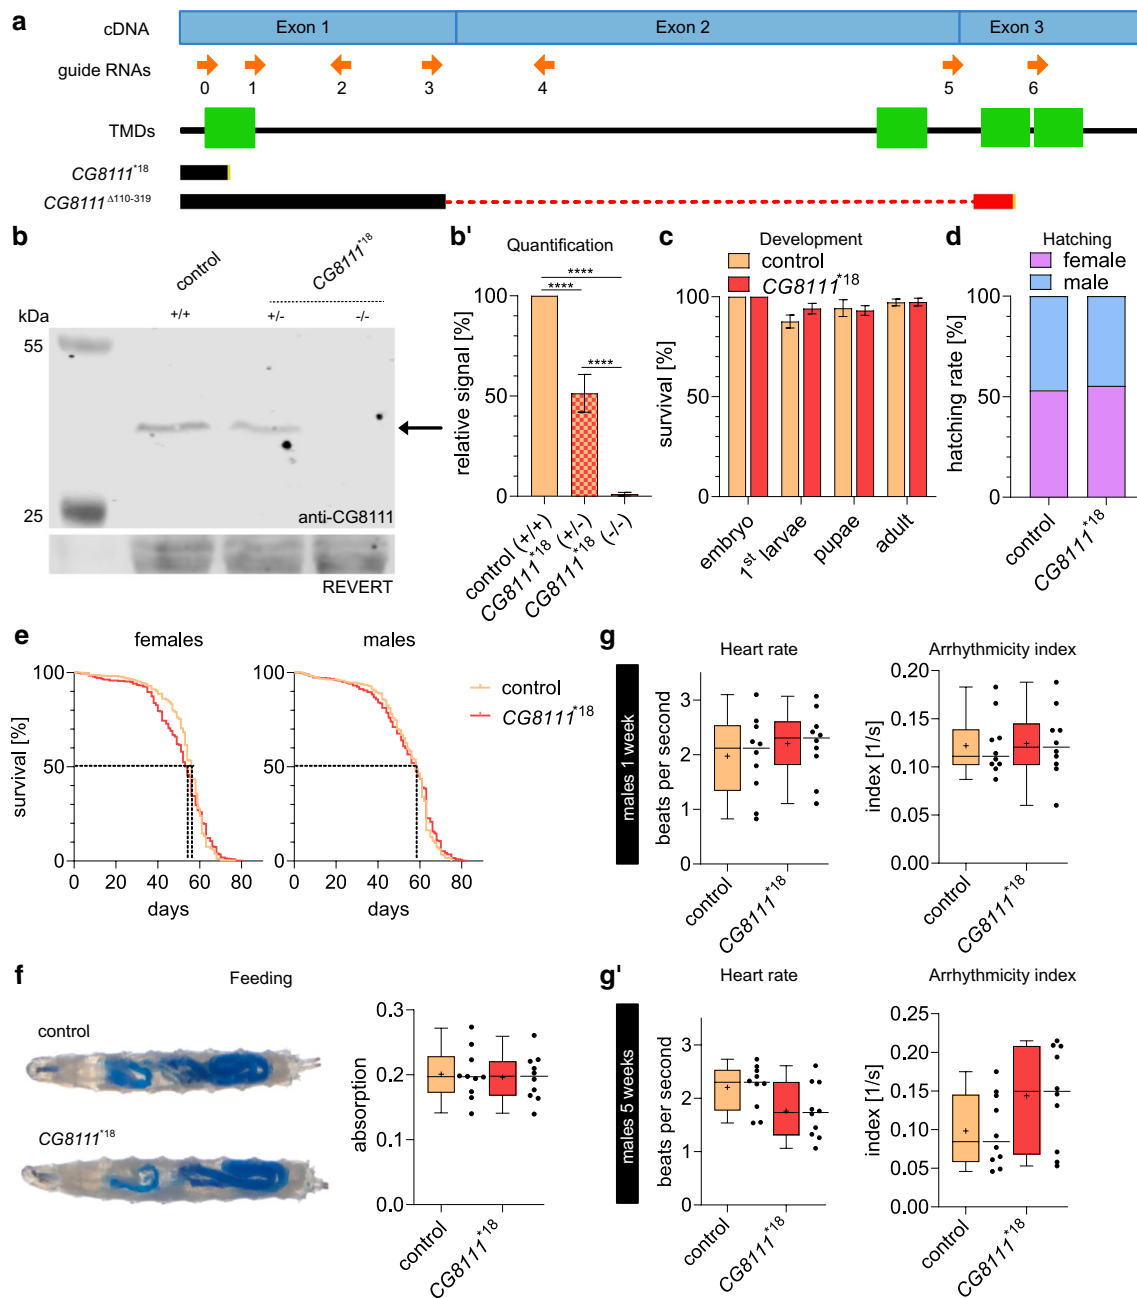 a
cDNA
Exon 1
Exon 2
Exon 3
guide RNAs
0 1 2 3 4 5 6
TMDs
CG8111*18
CG8111Δ110-319
b
control
CG8111*18
+/+
+/-
-/-
kDa
55
25
anti-CG8111
REVERT
b'
Quantification
****
****
****
relative signal [%]
100
50
0
control (+/+)
CG8111*18 (+/-)
CG8111*18 (-/-)
c
Development
control
CG8111*18
survival [%]
100
50
0
embryo
1st larvae
pupae
adult
d
Hatching
female
male
hatching rate [%]
100
50
0
control
CG8111*18
e
females
males
survival [%]
100
50
0
0 20 40 60 80
days
100
50
0
0 20 40 60 80
days
control
CG8111*18
g
males 1 week
Heart rate
beats per second
3
2
1
0
control
CG8111*18
Arrhythmicity index
index [1/s]
0.20
0.15
0.10
0.05
0.00
control
CG8111*18
f
Feeding
control
CG8111*18
absorption
0.3
0.2
0.1
0.0
control
CG8111*18
g'
males 5 weeks
Heart rate
beats per second
3
2
1
0
control
CG8111*18
Arrhythmicity index
index [1/s]
0.25
0.20
0.15
0.10
0.05
0.00
control
CG8111*18